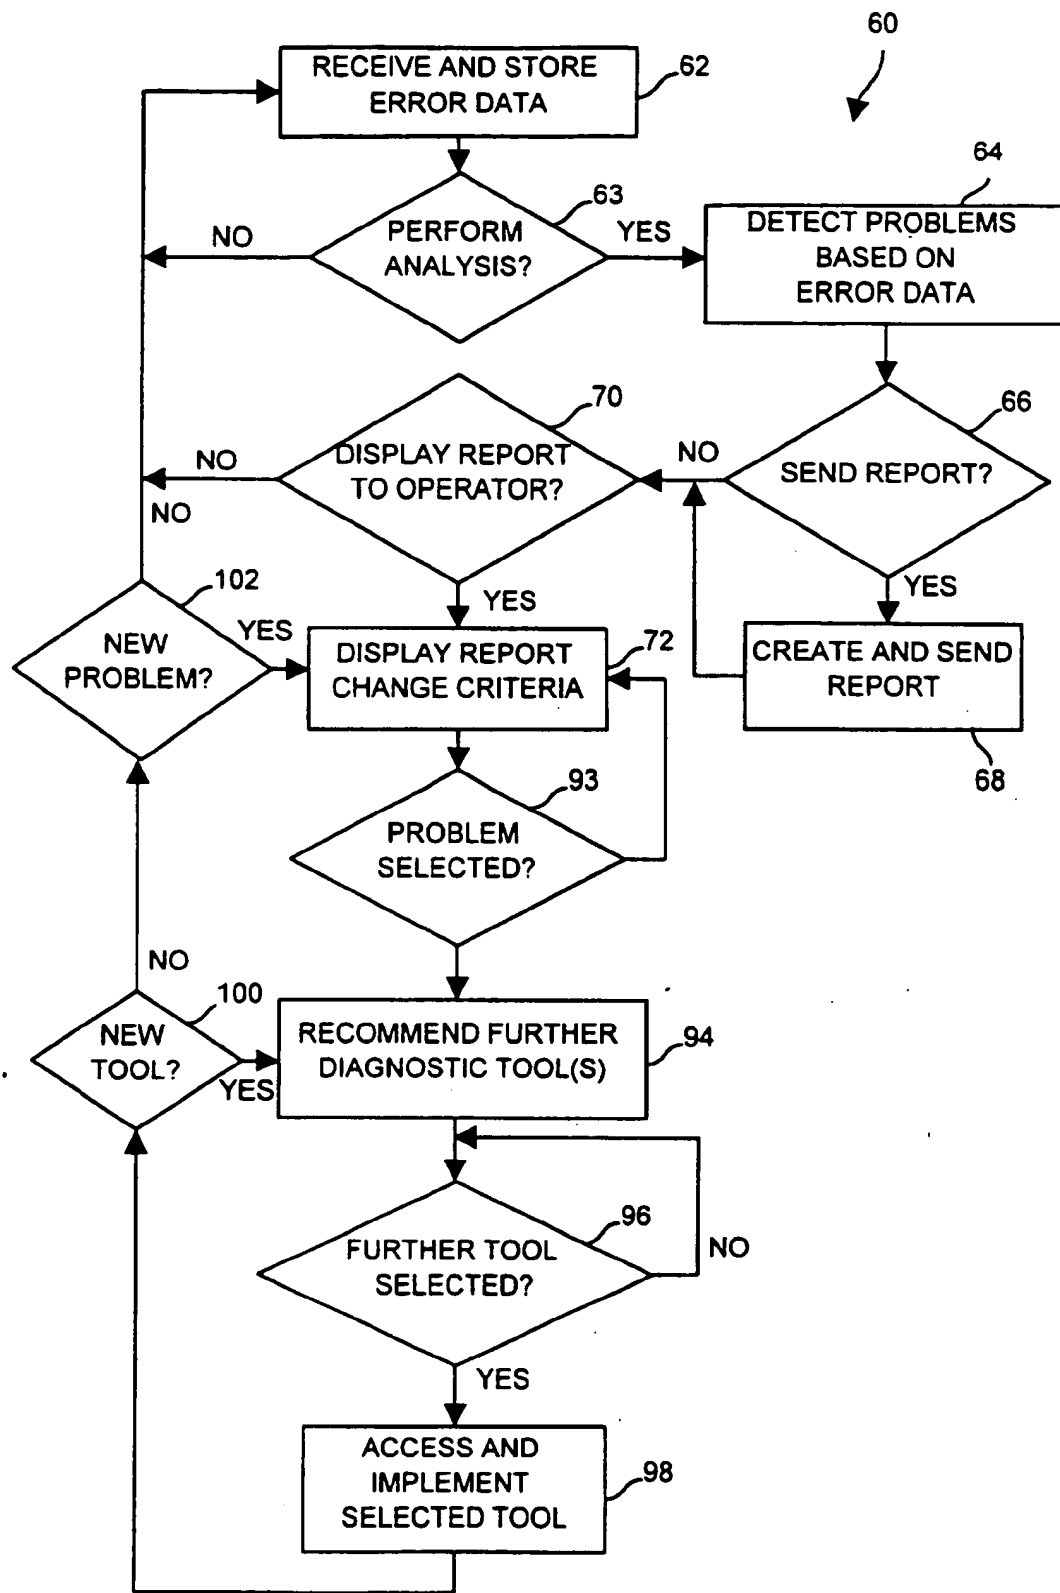 60
RECEIVE AND STORE
ERROR DATA
62
64
63
PERFORM
ANALYSIS?
NO
YES
DETECT PROBLEMS
BASED ON
ERROR DATA
70
66
DISPLAY REPORT
TO OPERATOR?
NO
NO
SEND REPORT?
NO
YES
YES
102
NEW
PROBLEM?
YES
DISPLAY REPORT
CHANGE CRITERIA
72
CREATE AND SEND
REPORT
68
93
PROBLEM
SELECTED?
NO
100
NEW
TOOL?
YES
RECOMMEND FURTHER
DIAGNOSTIC TOOL(S)
94
96
FURTHER TOOL
SELECTED?
NO
YES
ACCESS AND
IMPLEMENT
SELECTED TOOL
98